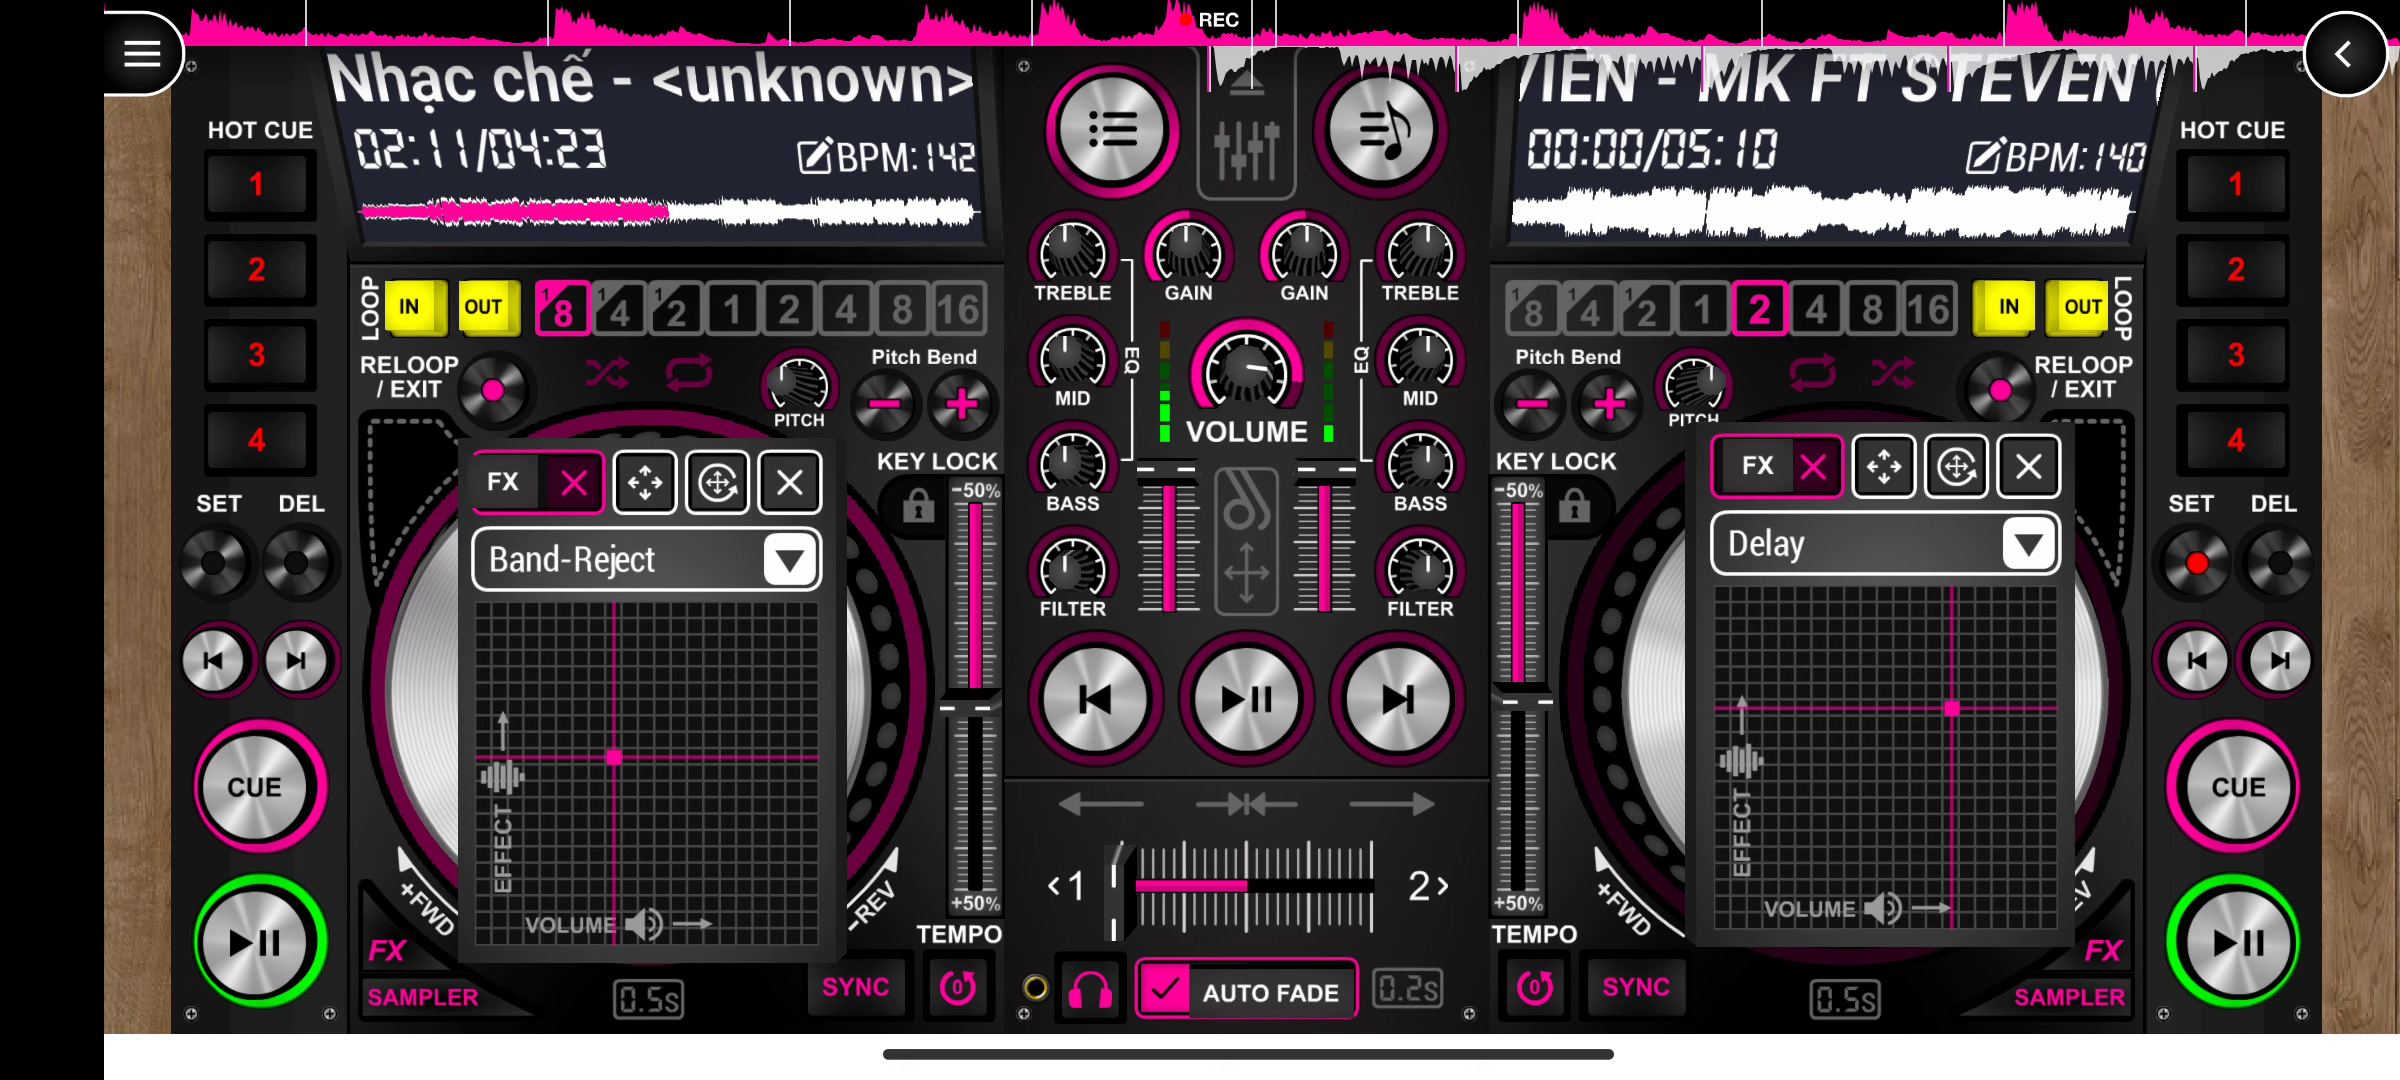 REC
Nhạc chế - <unknown>
02:11/04:23
BPM:142
VIÊN - MK FT STEVEN
00:00/05:10
BPM:140
HOT CUE
1
2
3
4
SET DEL
CUE
LOOP
IN OUT
1/8 1/4 1/2 1 2 4 8 16
RELOOP
/ EXIT
PITCH
Pitch Bend
KEY LOCK
-50%
+50%
TEMPO
FX
Band-Reject
EFFECT
VOLUME
+FWD
-REV
FX
SAMPLER
0.5s
SYNC
0
TREBLE
GAIN
GAIN
TREBLE
MID
EQ
EQ
MID
VOLUME
BASS
BASS
FILTER
FILTER
<1
2>
AUTO FADE
0.2s
1/8 1/4 1/2 1 2 4 8 16
IN OUT
LOOP
Pitch Bend
PITCH
RELOOP
/ EXIT
KEY LOCK
-50%
+50%
TEMPO
FX
Delay
EFFECT
VOLUME
+FWD
EV
0
SYNC
0.5s
FX
SAMPLER
HOT CUE
1
2
3
4
SET DEL
CUE